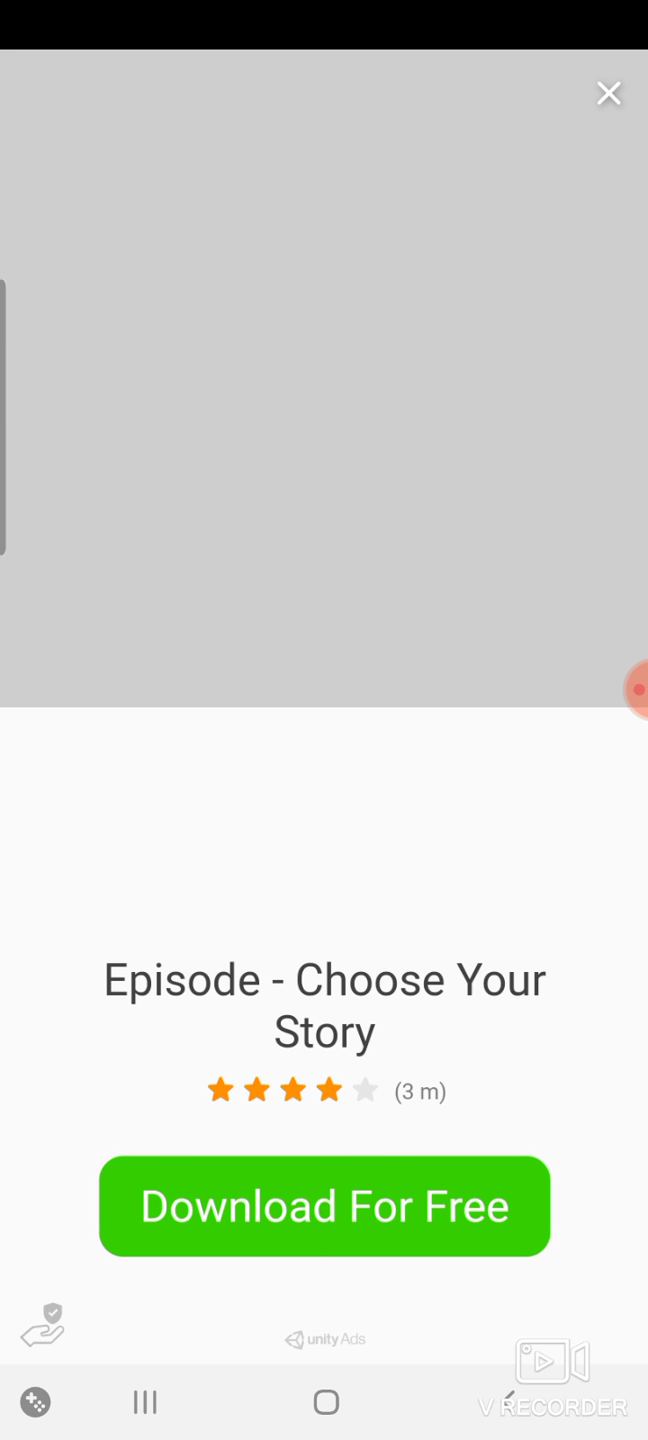 Episode - Choose Your
Story
(3 m)
Download For Free
unity Ads
V RECORDER